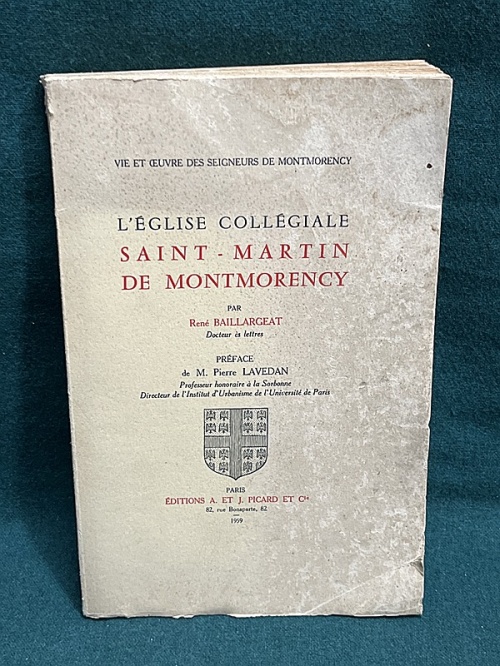 VIE ET ŒUVRE DES SEIGNEURS DE MONTMORENCY
L'ÉGLISE COLLÉGIALE
SAINT - MARTIN
DE MONTMORENCY
PAR
René BAILLARGEAT
Docteur ès lettres
PRÉFACE
de M. Pierre LAVEDAN
Professeur honoraire à la Sorbonne
Directeur de l'Institut d'Urbanisme de l'Université de Paris
PARIS
ÉDITIONS A. ET J. PICARD ET Cie
82, rue Bonaparte, 82
1959